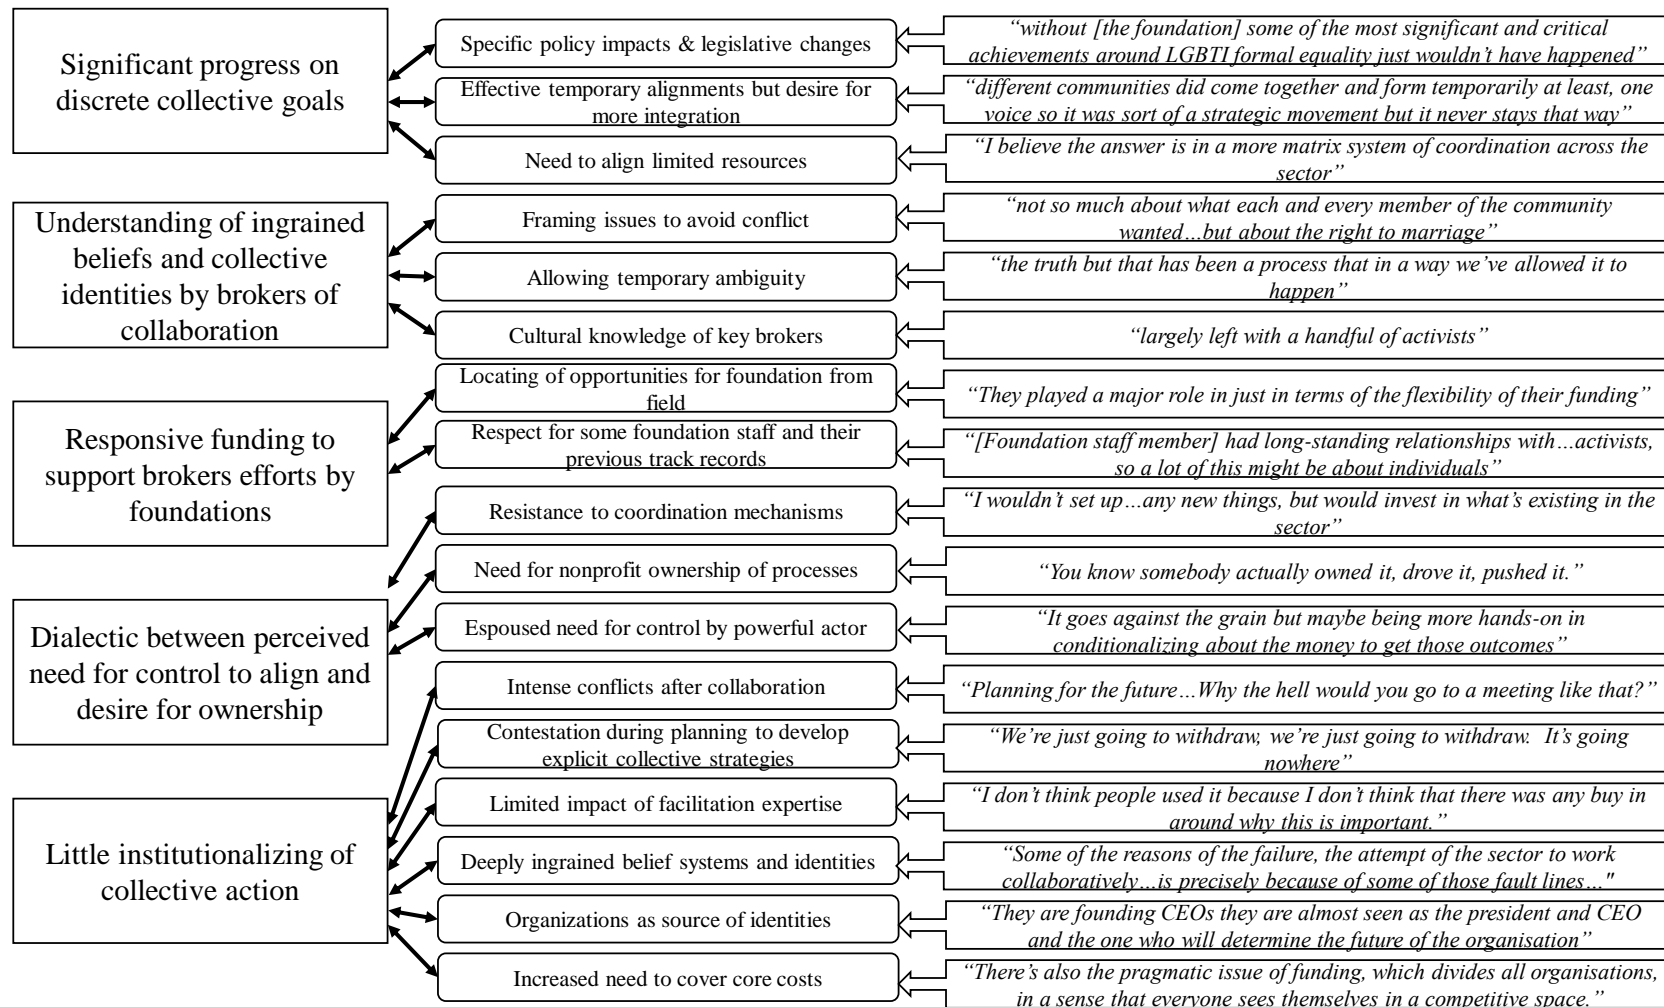 Significant progress on
discrete collective goals
Specific policy impacts & legislative changes
“without [the foundation] some of the most significant and critical
achievements around LGBTI formal equality just wouldn’t have happened”
Effective temporary alignments but desire for
more integration
“different communities did come together and form temporarily at least, one
voice so it was sort of a strategic movement but it never stays that way”
Need to align limited resources
“I believe the answer is in a more matrix system of coordination across the
sector”
Understanding of ingrained
beliefs and collective
identities by brokers of
collaboration
Framing issues to avoid conflict
“not so much about what each and every member of the community
wanted…but about the right to marriage”
Allowing temporary ambiguity
“the truth but that has been a process that in a way we’ve allowed it to
happen”
Cultural knowledge of key brokers
“largely left with a handful of activists”
Responsive funding to
support brokers efforts by
foundations
Locating of opportunities for foundation from
field
“They played a major role in just in terms of the flexibility of their funding”
Respect for some foundation staff and their
previous track records
“[Foundation staff member] had long-standing relationships with…activists,
so a lot of this might be about individuals”
Dialectic between perceived
need for control to align and
desire for ownership
Resistance to coordination mechanisms
“I wouldn’t set up…any new things, but would invest in what’s existing in the
sector”
Need for nonprofit ownership of processes
“You know somebody actually owned it, drove it, pushed it.”
Espoused need for control by powerful actor
“It goes against the grain but maybe being more hands-on in
conditionalizing about the money to get those outcomes”
Little institutionalizing of
collective action
Intense conflicts after collaboration
“Planning for the future…Why the hell would you go to a meeting like that?”
Contestation during planning to develop
explicit collective strategies
“We’re just going to withdraw, we’re just going to withdraw. It’s going
nowhere”
Limited impact of facilitation expertise
“I don’t think people used it because I don’t think that there was any buy in
around why this is important.”
Deeply ingrained belief systems and identities
“Some of the reasons of the failure, the attempt of the sector to work
collaboratively…is precisely because of some of those fault lines…"
Organizations as source of identities
“They are founding CEOs they are almost seen as the president and CEO
and the one who will determine the future of the organisation”
Increased need to cover core costs
“There’s also the pragmatic issue of funding, which divides all organisations,
in a sense that everyone sees themselves in a competitive space.”